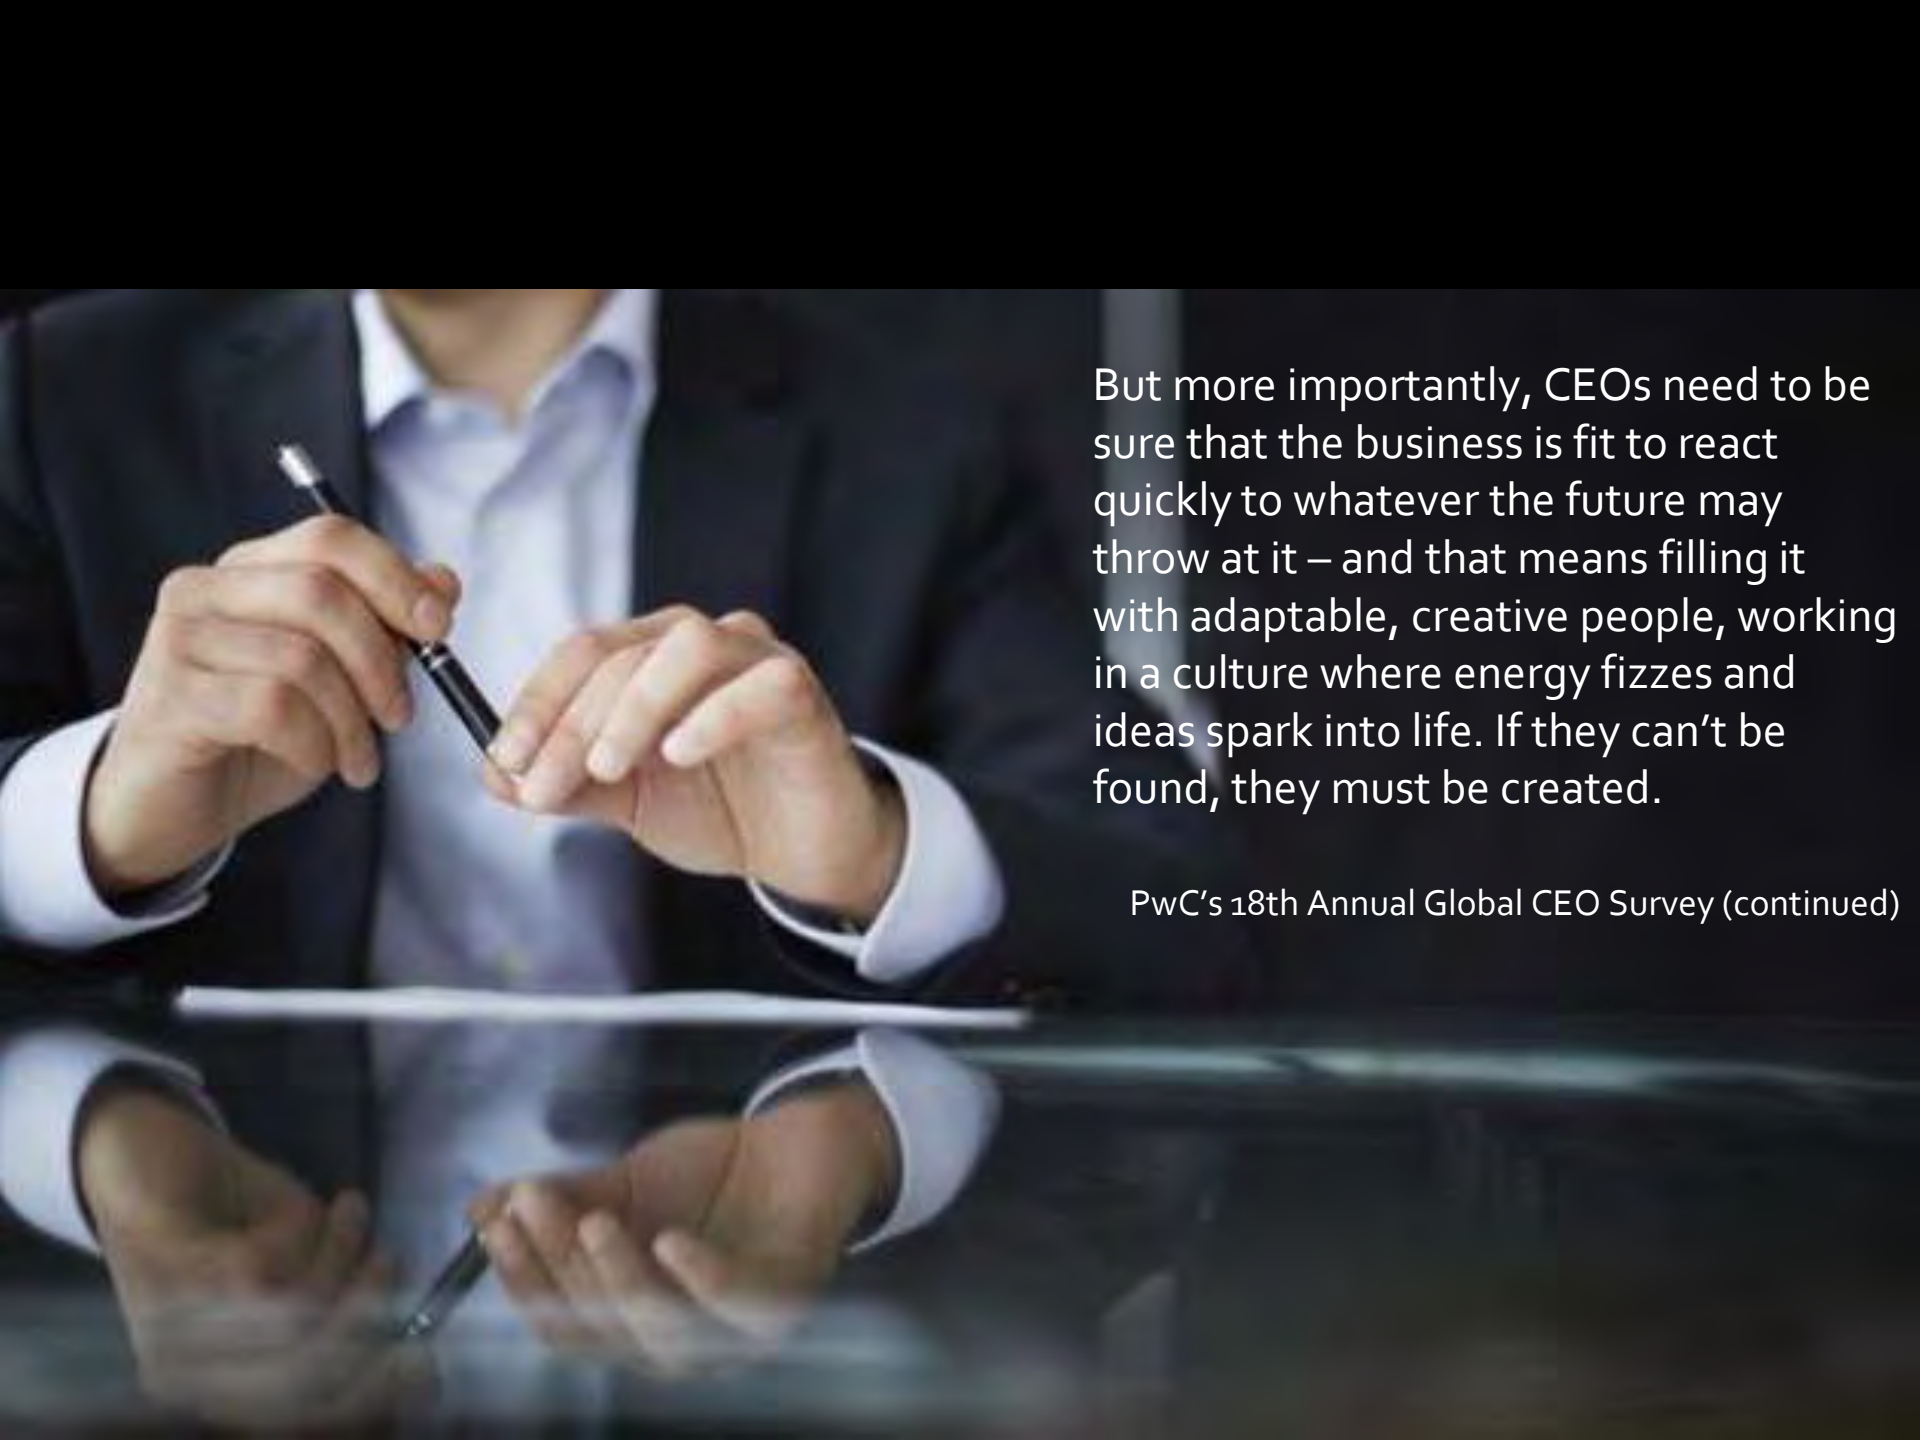 But more importantly, CEOs need to be
sure that the business is fit to react
quickly to whatever the future may
throw at it – and that means filling it
with adaptable, creative people, working
in a culture where energy fizzes and
ideas spark into life. If they can’t be
found, they must be created.
PwC’s 18th Annual Global CEO Survey (continued)